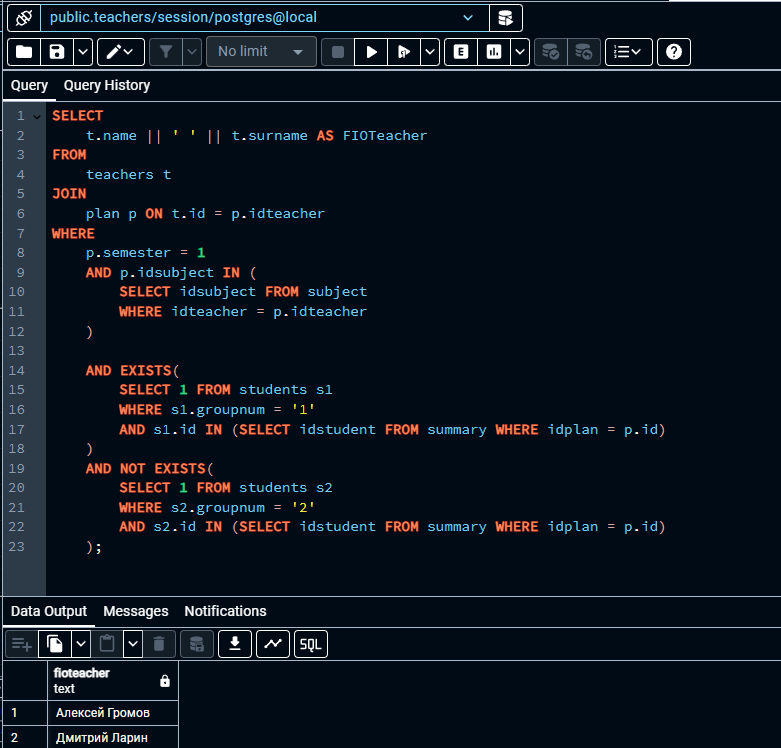 public.teachers/session/postgres@local
No limit
E
Query Query History
1 SELECT
2 t.name || ' ' || t.surname AS FIOTeacher
3 FROM
4 teachers t
5 JOIN
6 plan p ON t.id = p.idteacher
7 WHERE
8 p.semester = 1
9 AND p.idsubject IN (
10 SELECT idsubject FROM subject
11 WHERE idteacher = p.idteacher
12 )
13
14 AND EXISTS(
15 SELECT 1 FROM students s1
16 WHERE s1.groupnum = '1'
17 AND s1.id IN (SELECT idstudent FROM summary WHERE idplan = p.id)
18 )
19 AND NOT EXISTS(
20 SELECT 1 FROM students s2
21 WHERE s2.groupnum = '2'
22 AND s2.id IN (SELECT idstudent FROM summary WHERE idplan = p.id)
23 );
Data Output Messages Notifications
SQL
fioteacher
text
1 Алексей Громов
2 Дмитрий Ларин